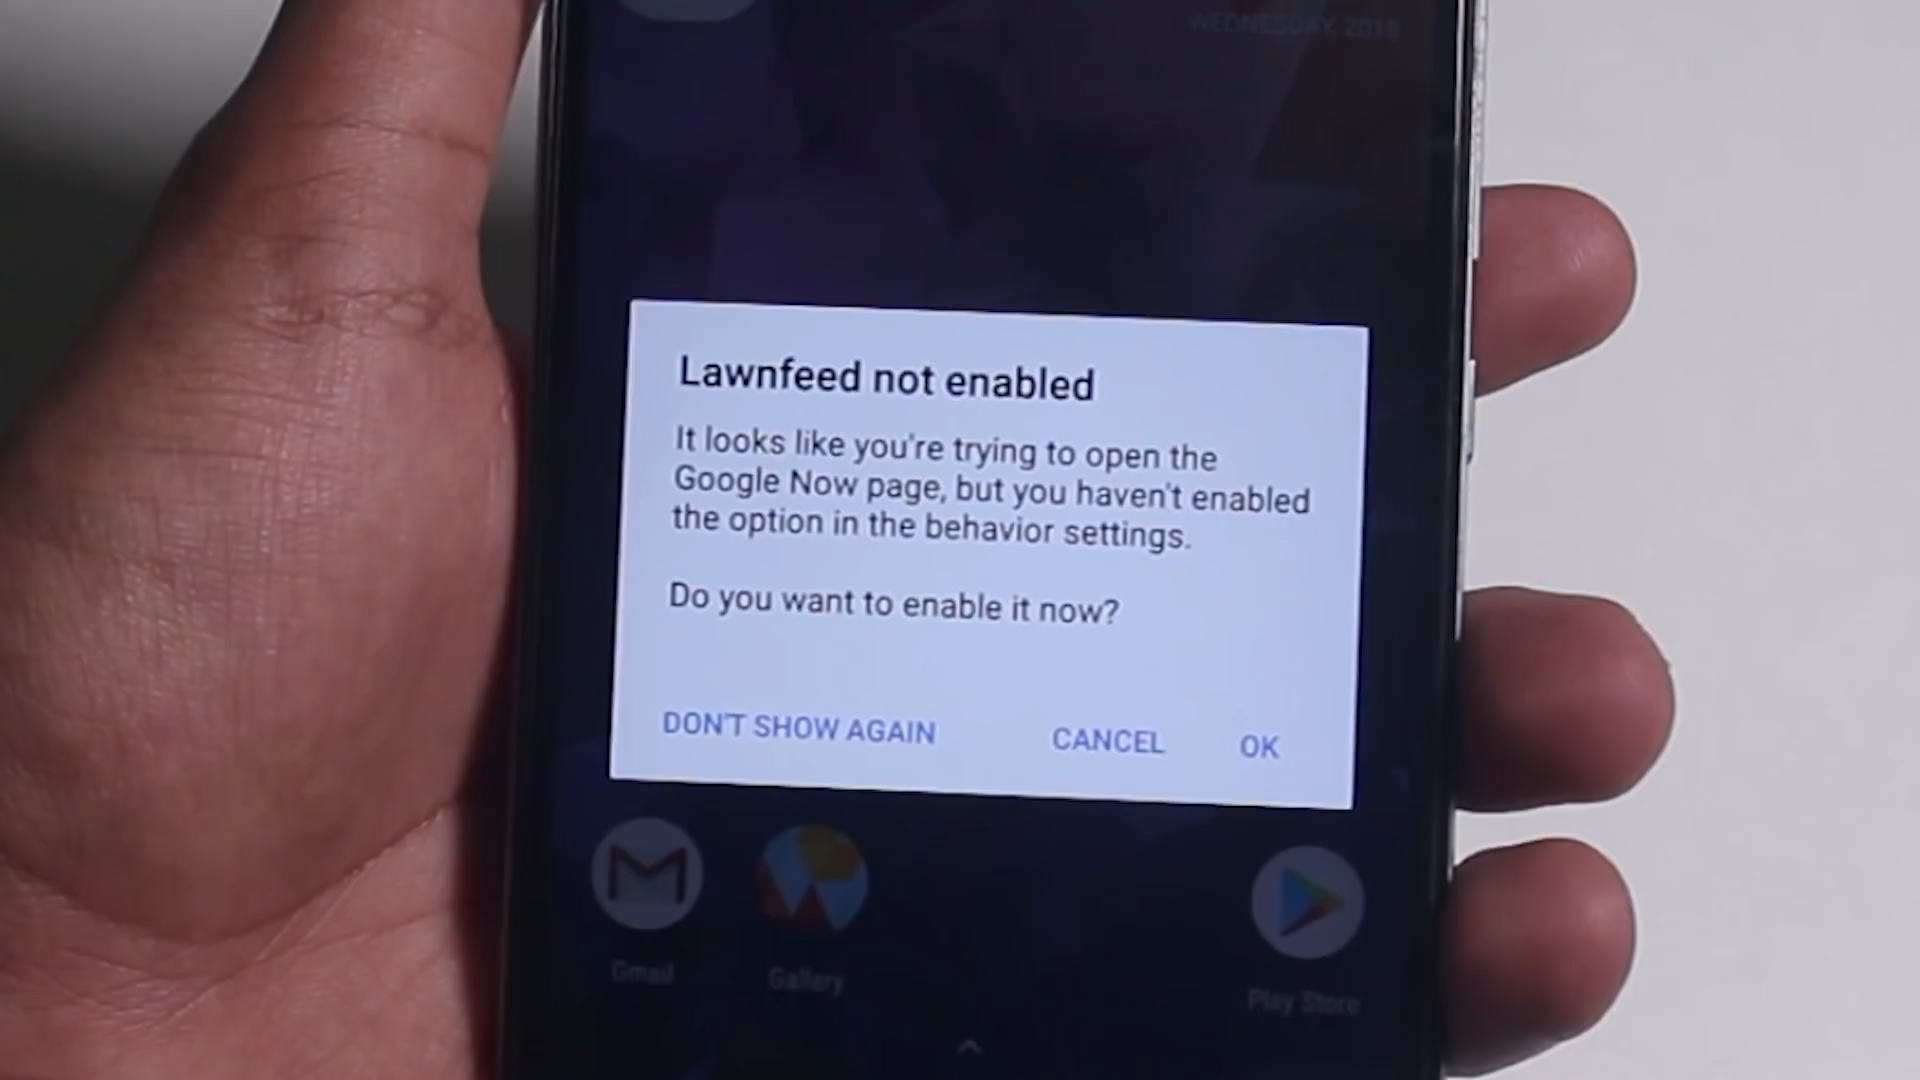 WEDNESDAY, 2018
Lawnfeed not enabled
It looks like you're trying to open the
Google Now page, but you haven't enabled
the option in the behavior settings.
Do you want to enable it now?
DON'T SHOW AGAIN CANCEL OK
Gmail Gallery Play Store